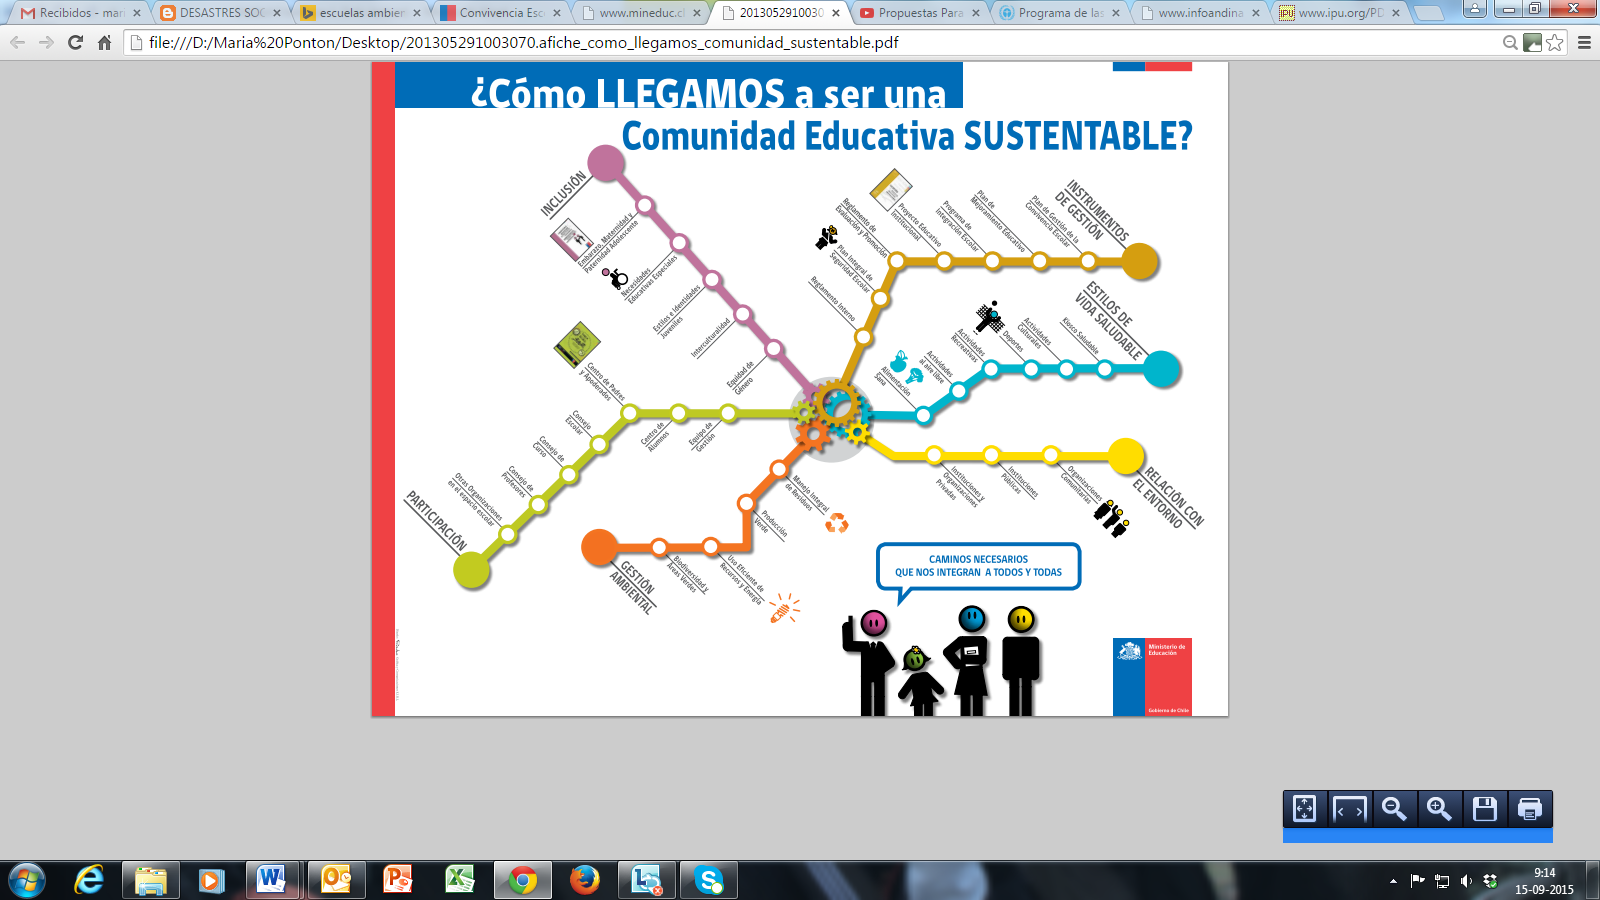 Recibidos - mari
DESASTRES SOC
escuelas ambien
Convivencia Esc
www.mineduc.cl
2013052910030
Propuestas Para
Programa de las
www.infoandina
www.ipu.org/PD
file:///D:/Maria%20Ponton/Desktop/201305291003070.afiche_como_llegamos_comunidad_sustentable.pdf
¿Cómo LLEGAMOS a ser una
Comunidad Educativa SUSTENTABLE?
INCLUSIÓN
Embarazo, Maternidad y
Paternidad Adolescente
Necesidades
Educativas Especiales
Estilos e Identidades
Juveniles
Interculturalidad
Equidad de
Género
INSTRUMENTOS
DE GESTIÓN
Plan de Gestión de la
Convivencia Escolar
Plan de
Mejoramiento Educativo
Programa de
Integración Escolar
Proyecto Educativo
Institucional
Reglamento de
Evaluación y Promoción
Plan Integral de
Seguridad Escolar
Reglamento Interno
ESTILOS DE
VIDA SALUDABLE
Kiosco Saludable
Actividades
Culturales
Deportes
Actividades
Recreativas
Actividades
al aire libre
Alimentación
Sana
Centro de Padres
y Apoderados
Consejo
Escolar
Consejo de
Curso
Consejo de
Profesores
Otras Organizaciones
en el espacio escolar
Centro de
Alumnos
Equipo de
Gestión
PARTICIPACIÓN
Manejo Integral
de Residuos
Producción
Verde
Uso Eficiente de
Recursos y Energía
Biodiversidad y
Áreas Verdes
GESTIÓN
AMBIENTAL
Instituciones y
Organizaciones
Privadas
Instituciones
Públicas
Organizaciones
Comunitarias
RELACIÓN CON
EL ENTORNO
CAMINOS NECESARIOS
QUE NOS INTEGRAN A TODOS Y TODAS
Ministerio de
Educación
Gobierno de Chile
9:14
15-09-2015